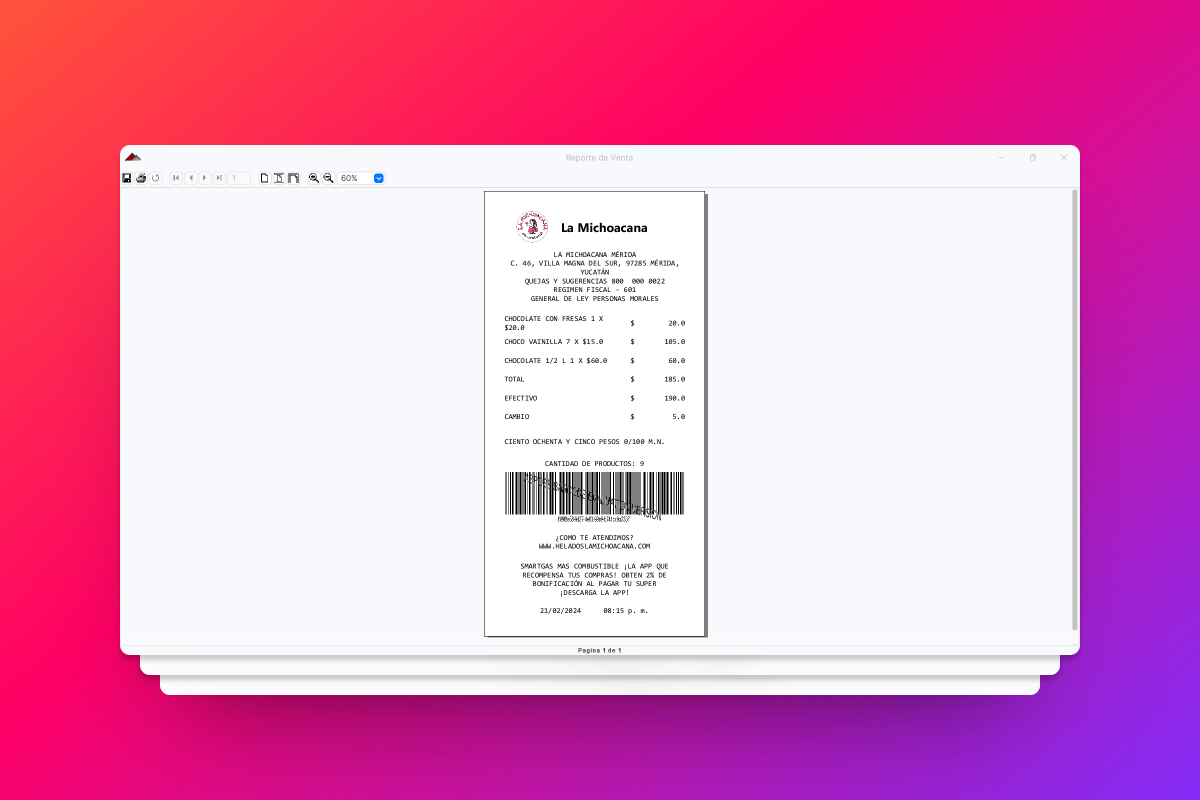 Reporte de Venta
1
60%
LA MICHOACANA
La Michoacana
LA MICHOACANA MÉRIDA
C. 46, VILLA MAGNA DEL SUR, 97285 MÉRIDA,
YUCATÁN
QUEJAS Y SUGERENCIAS 800 000 0022
REGIMEN FISCAL - 601
GENERAL DE LEY PERSONAS MORALES
CHOCOLATE CON FRESAS 1 X
$20.0 $ 20.0
CHOCO VAINILLA 7 X $15.0 $ 105.0
CHOCOLATE 1/2 L 1 X $60.0 $ 60.0
TOTAL $ 185.0
EFECTIVO $ 190.0
CAMBIO $ 5.0
CIENTO OCHENTA Y CINCO PESOS 0/100 M.N.
CANTIDAD DE PRODUCTOS: 9
¿COMO TE ATENDIMOS?
WWW.HELADOSLAMICHOACANA.COM
SMARTGAS MAS COMBUSTIBLE ¡LA APP QUE
RECOMPENSA TUS COMPRAS! OBTEN 2% DE
BONIFICACIÓN AL PAGAR TU SUPER
¡DESCARGA LA APP!
21/02/2024 08:15 p. m.
Pagina 1 de 1